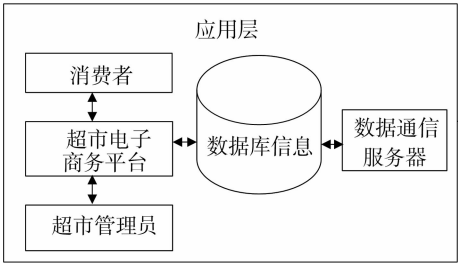 应用层
消费者
超市电子
商务平台
超市管理员
数据库信息
数据通信
服务器